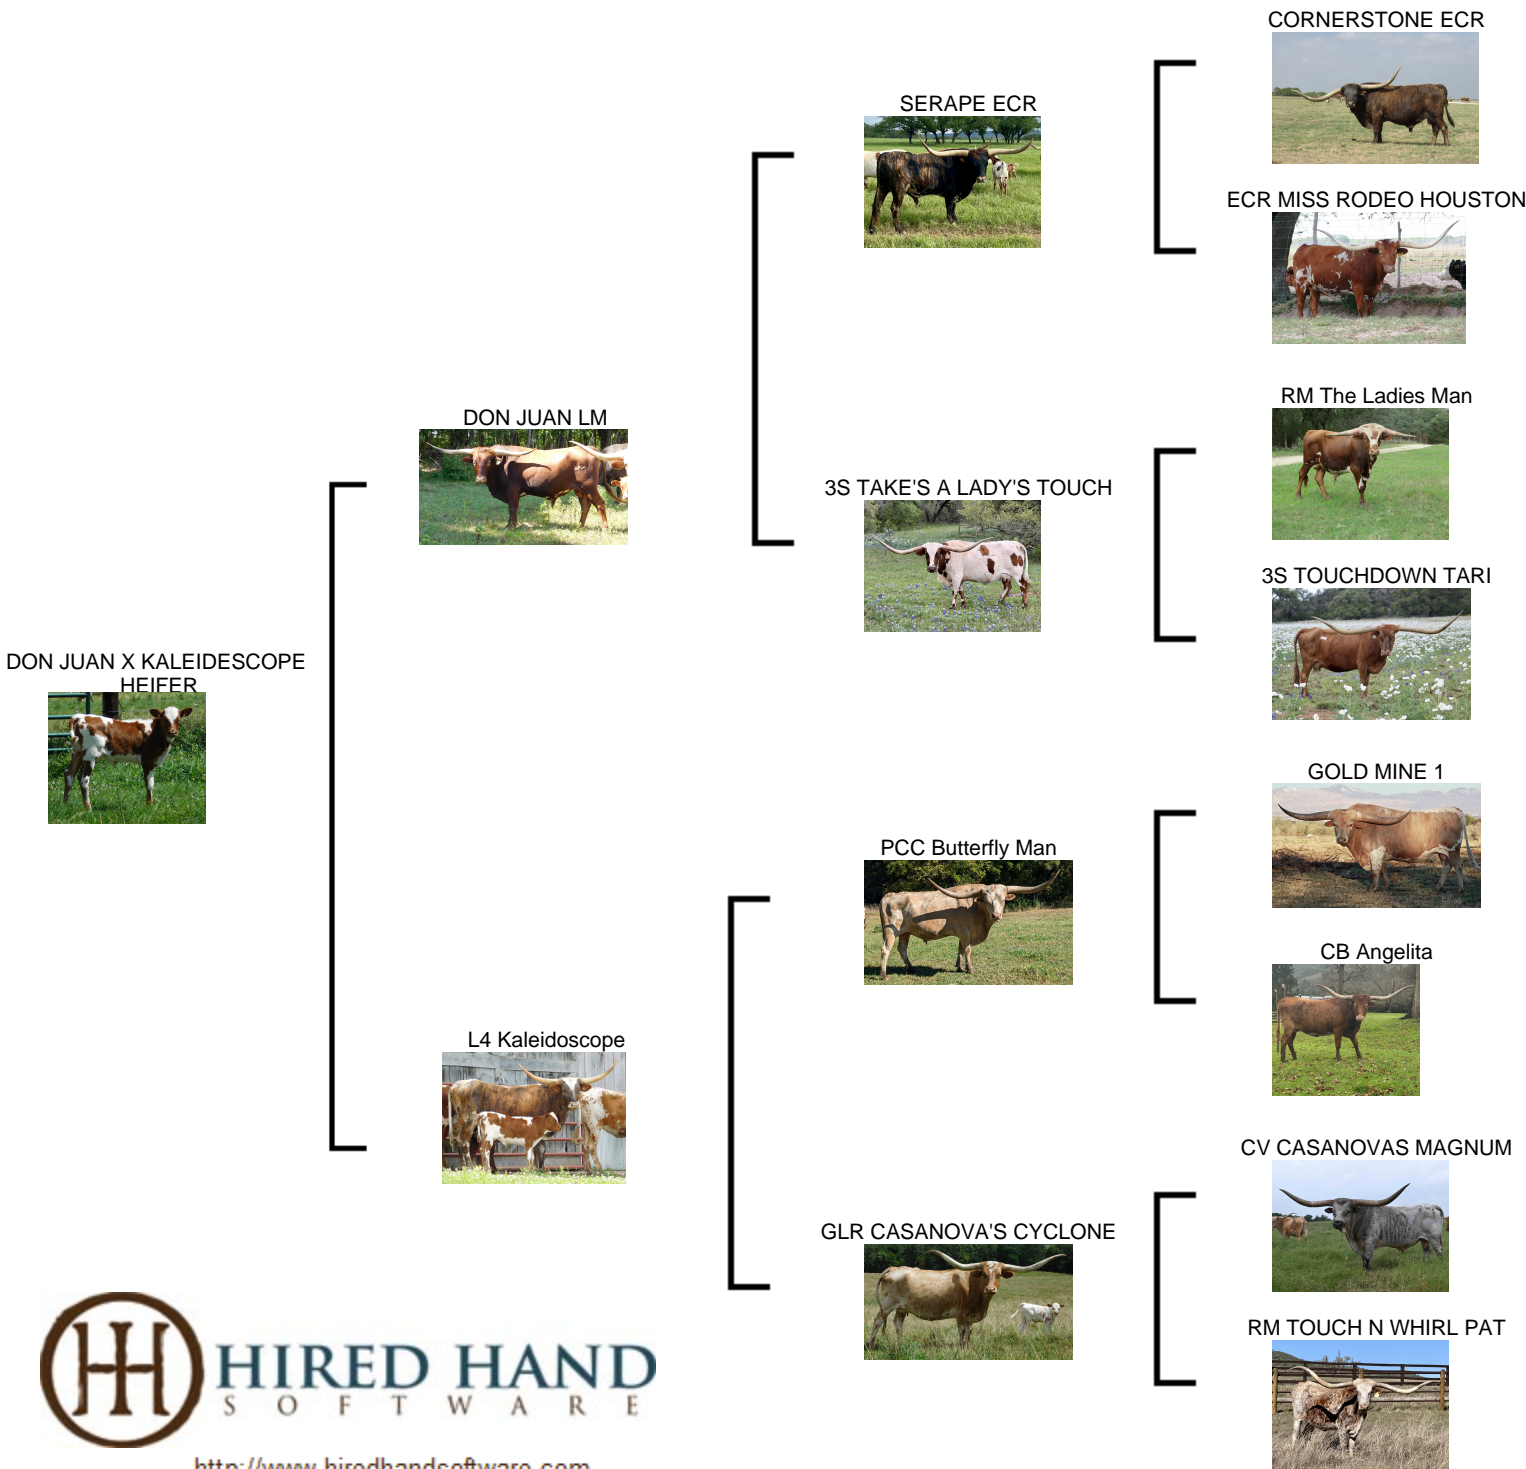 CORNERSTONE ECR
SERAPE ECR
ECR MISS RODEO HOUSTON
RM The Ladies Man
DON JUAN LM
3S TAKE'S A LADY'S TOUCH
3S TOUCHDOWN TARI
DON JUAN X KALEIDESCOPE
HEIFER
GOLD MINE 1
PCC Butterfly Man
CB Angelita
L4 Kaleidoscope
CV CASANOVAS MAGNUM
GLR CASANOVA'S CYCLONE
RM TOUCH N WHIRL PAT
HIRED HAND
SOFTWARE
http://www.hiredhandsoftware.com